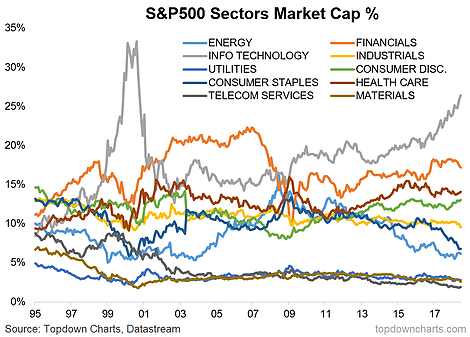 S&P500 Sectors Market Cap %
35%
30%
25%
20%
15%
10%
5%
0%
ENERGY
FINANCIALS
INFO TECHNOLOGY
INDUSTRIALS
UTILITIES
CONSUMER DISC.
CONSUMER STAPLES
HEALTH CARE
TELECOM SERVICES
MATERIALS
95 97 99 01 03 05 07 09 11 13 15 17
Source: Topdown Charts, Datastream
topdowncharts.com